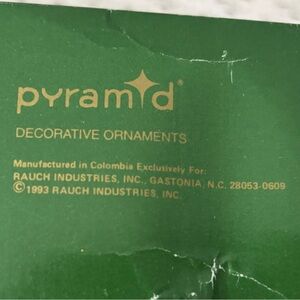 pyramid®
DECORATIVE ORNAMENTS
Manufactured in Colombia Exclusively For:
RAUCH INDUSTRIES, INC., GASTONIA, N.C. 28053-0609
©1993 RAUCH INDUSTRIES, INC.